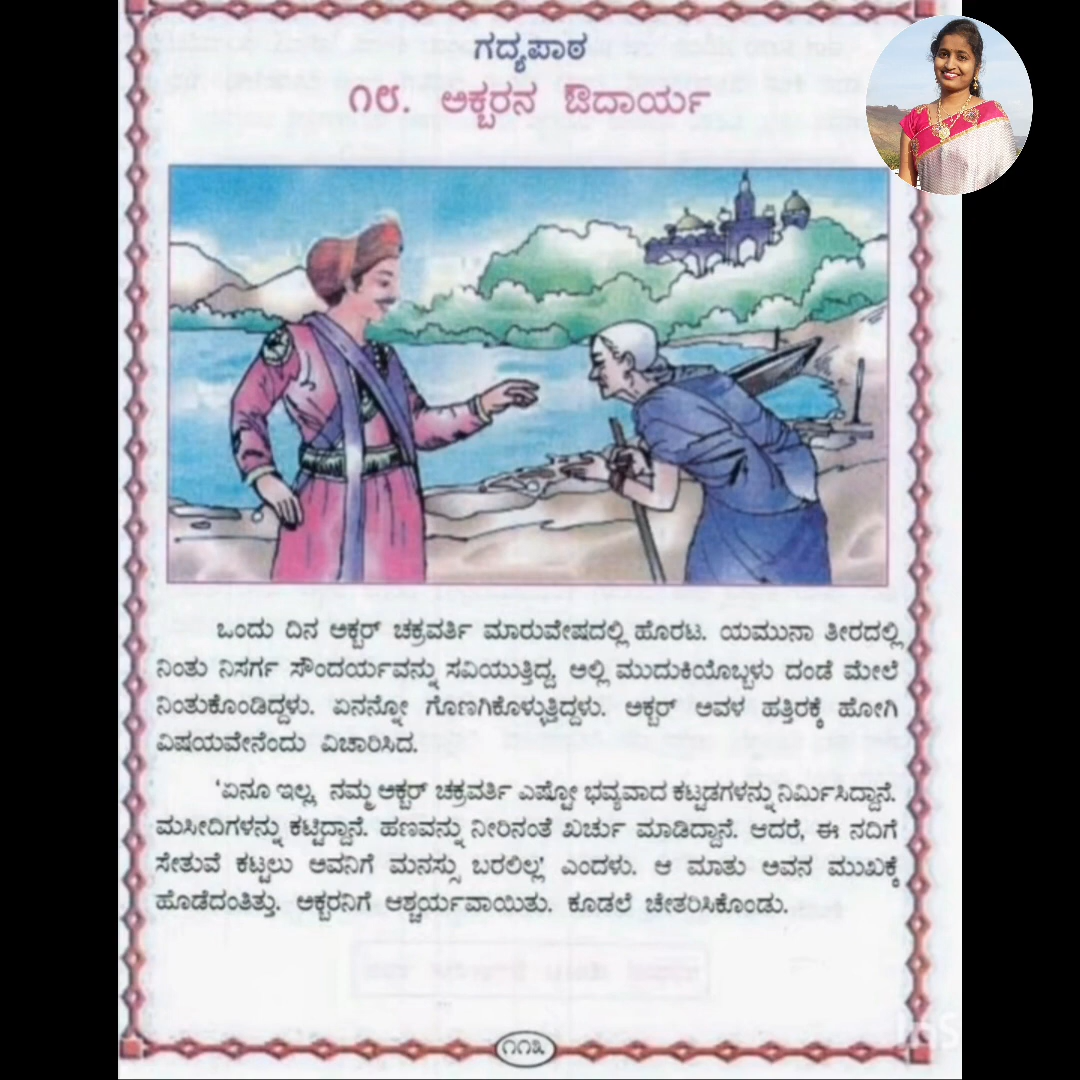 ಗದ್ಯಪಾಠ
೧೮. ಅಕ್ಬರನ ಔದಾರ್ಯ
ಒಂದು ದಿನ ಅಕ್ಬರ್ ಚಕ್ರವರ್ತಿ ಮಾರುವೇಷದಲ್ಲಿ ಹೊರಟ. ಯಮುನಾ ತೀರದಲ್ಲಿ
ನಿಂತು ನಿಸರ್ಗ ಸೌಂದರ್ಯವನ್ನು ಸವಿಯುತ್ತಿದ್ದ. ಅಲ್ಲಿ ಮುದುಕಿಯೊಬ್ಬಳು ದಂಡೆ ಮೇಲೆ
ನಿಂತುಕೊಂಡಿದ್ದಳು. ಏನನ್ನೋ ಗೊಣಗಿಕೊಳ್ಳುತ್ತಿದ್ದಳು. ಅಕ್ಬರ್ ಅವಳ ಹತ್ತಿರಕ್ಕೆ ಹೋಗಿ
ವಿಷಯವೇನೆಂದು ವಿಚಾರಿಸಿದ.
'ಏನೂ ಇಲ್ಲ, ನಮ್ಮ ಅಕ್ಬರ್ ಚಕ್ರವರ್ತಿ ಎಷ್ಟೋ ಭವ್ಯವಾದ ಕಟ್ಟಡಗಳನ್ನು ನಿರ್ಮಿಸಿದ್ದಾನೆ.
ಮಸೀದಿಗಳನ್ನು ಕಟ್ಟಿದ್ದಾನೆ. ಹಣವನ್ನು ನೀರಿನಂತೆ ಖರ್ಚು ಮಾಡಿದ್ದಾನೆ. ಆದರೆ, ಈ ನದಿಗೆ
ಸೇತುವೆ ಕಟ್ಟಲು ಅವನಿಗೆ ಮನಸ್ಸು ಬರಲಿಲ್ಲ' ಎಂದಳು. ಆ ಮಾತು ಅವನ ಮುಖಕ್ಕೆ
ಹೊಡೆದಂತಿತ್ತು. ಅಕ್ಬರನಿಗೆ ಆಶ್ಚರ್ಯವಾಯಿತು. ಕೂಡಲೆ ಚೇತರಿಸಿಕೊಂಡು.
೧೧೩